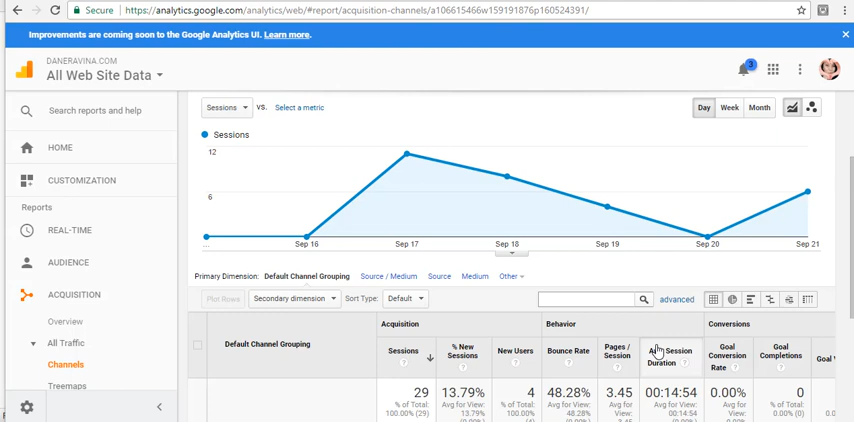 Secure https://analytics.google.com/analytics/web/#report/acquisition-channels/a106615466w159191876p160524391/
Improvements are coming soon to the Google Analytics UI. Learn more.
DANERAVINA.COM
All Web Site Data
3
Search reports and help
HOME
CUSTOMIZATION
Reports
REAL-TIME
AUDIENCE
ACQUISITION
Overview
All Traffic
Channels
Treemaps
Sessions VS. Select a metric
Day Week Month
Sessions
12
6
... Sep 16 Sep 17 Sep 18 Sep 19 Sep 20 Sep 21
Primary Dimension: Default Channel Grouping Source / Medium Source Medium Other
Plot Rows Secondary dimension Sort Type: Default advanced
Default Channel Grouping
Acquisition Behavior Conversions
Sessions ? % New Sessions ? New Users ? Bounce Rate ? Pages / Session ? Session Duration ? Goal Conversion Rate ? Goal Completions ? Goal
29 13.79% 4 48.28% 3.45 00:14:54 0.00% 0
% of Total: Avg for View: % of Total: Avg for View: Avg for View: Avg for View: Avg for View: % of Total:
100.00% (29) 13.79% 100.00% 48.28% 3.45 00:14:54 0.00% 0.00% (0)